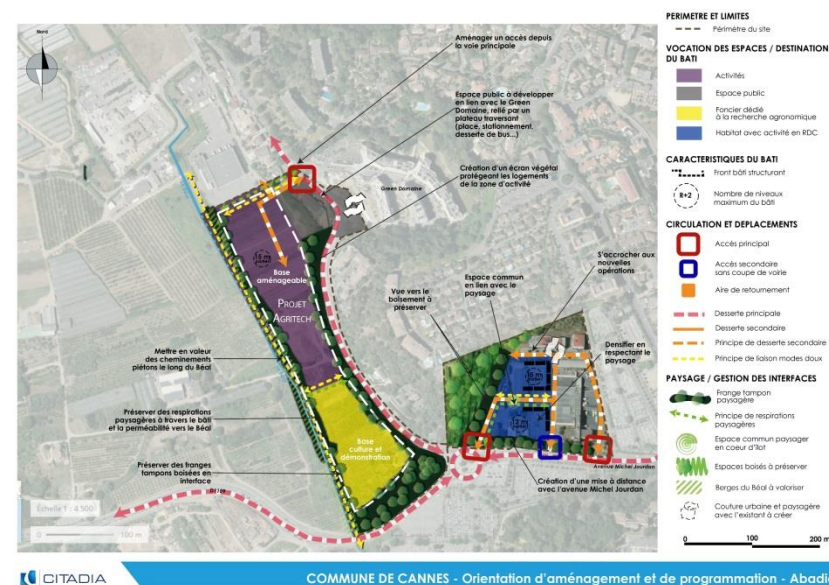 Nord
Aménager un accès depuis
la voie principale
Espace public à développer
en lien avec le Green
Domaine, relié par un
plateau traversant
(place, stationnement,
desserte de bus...)
Création d'un écran végétal
protégeant les logements
de la zone d'activité
Green Domaine
15 m
Base
aménageable
PROJET
AGRITECH
Mettre en valeur
des cheminements
piétons le long du Béal
Préserver des respirations
paysagères à travers le bâti
et la perméabilité vers le Béal
Préserver des franges
tampons boisées en
interface
Base
culture et
démonstration
Vue vers le
boisement à
préserver
Espace commun
en lien avec le
paysage
S'accrocher aux
nouvelles
opérations
Densifier en
respectant le
paysage
Création d'une mise à distance
avec l'avenue Michel Jourdan
Avenue Michel Jourdan
Échelle 1 : 4 500
0 100 m
PERIMETRE ET LIMITES
Périmètre du site
VOCATION DES ESPACES / DESTINATION
DU BATI
Activités
Espace public
Foncier dédié
à la recherche agronomique
Habitat avec activité en RDC
CARACTERISTIQUES DU BATI
Front bâti structurant
R+2
Nombre de niveaux
maximum du bâti
CIRCULATION ET DEPLACEMENTS
Accès principal
Accès secondaire
sans coupe de voirie
Aire de retournement
Desserte principale
Desserte secondaire
Principe de desserte secondaire
Principe de liaison modes doux
PAYSAGE / GESTION DES INTERFACES
Frange tampon
paysagère
Principe de respirations
paysagères
Espace commun paysager
en coeur d'îlot
Espaces boisés à préserver
Berges du Béal à valoriser
Couture urbaine et paysagère
avec l'existant à créer
0 100 200 m
CITADIA
COMMUNE DE CANNES - Orientation d'aménagement et de programmation - Abadie